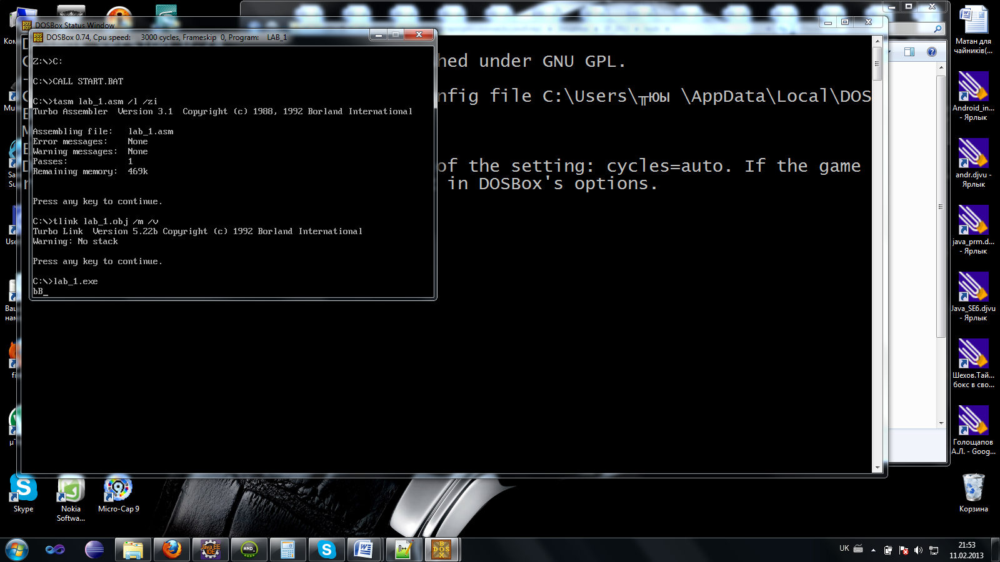 DOSBox Status Window
DOSBox 0.74, Cpu speed: 3000 cycles, Frameskip 0, Program: LAB_1
Z:\>C:
C:\>CALL START.BAT
C:\>tasm lab_1.asm /l /zi
Turbo Assembler Version 3.1 Copyright (c) 1988, 1992 Borland International
Assembling file: lab_1.asm
Error messages: None
Warning messages: None
Passes: 1
Remaining memory: 469k
Press any key to continue.
C:\>tlink lab_1.obj /m /v
Turbo Link Version 5.22b Copyright (c) 1992 Borland International
Warning: No stack
Press any key to continue.
C:\>lab_1.exe
bB_
hed under GNU GPL.
nfig file C:\Users\╥юы \AppData\Local\DOS
of the setting: cycles=auto. If the game
in DOSBox's options.
Матан для
чайників(...
Android_in...
- Ярлык
andr.djvu -
Ярлык
java_prm.d...
- Ярлык
Java_SE6.djvu
- Ярлык
Шехов.Тай...
бокс в сво...
Голощапов
А.Л. - Goog...
Корзина
Skype
Nokia
Softwa...
Micro-Cap 9
Java EE
IDE
AND_
DOS
BOX
UK
21:53
11.02.2013